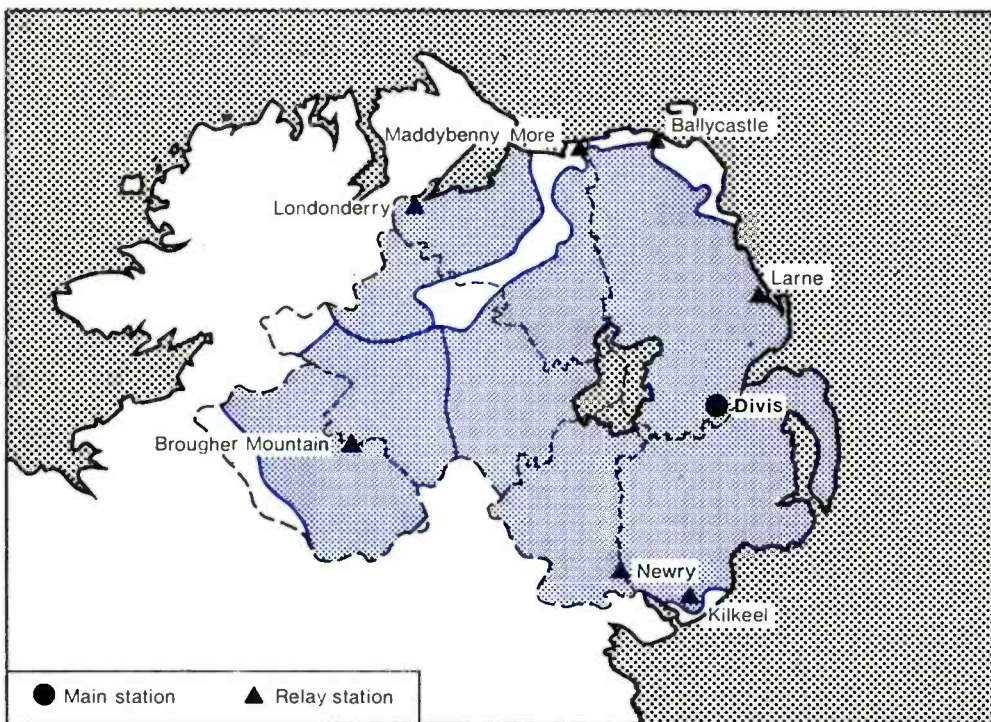 Maddybenny More
Ballycastle
Londonderry
Larne
Divis
Brougher Mountain
Newry
Kilkeel
Main station
Relay station